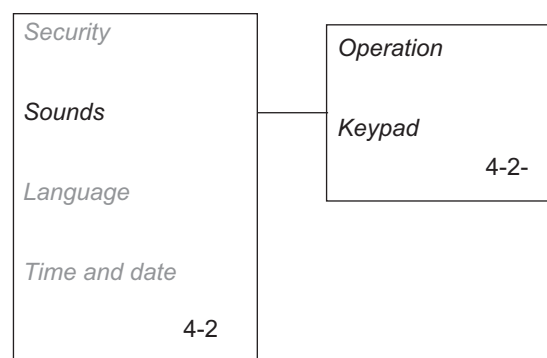 Security
Sounds
Language
Time and date
4-2
Operation
Keypad
4-2-